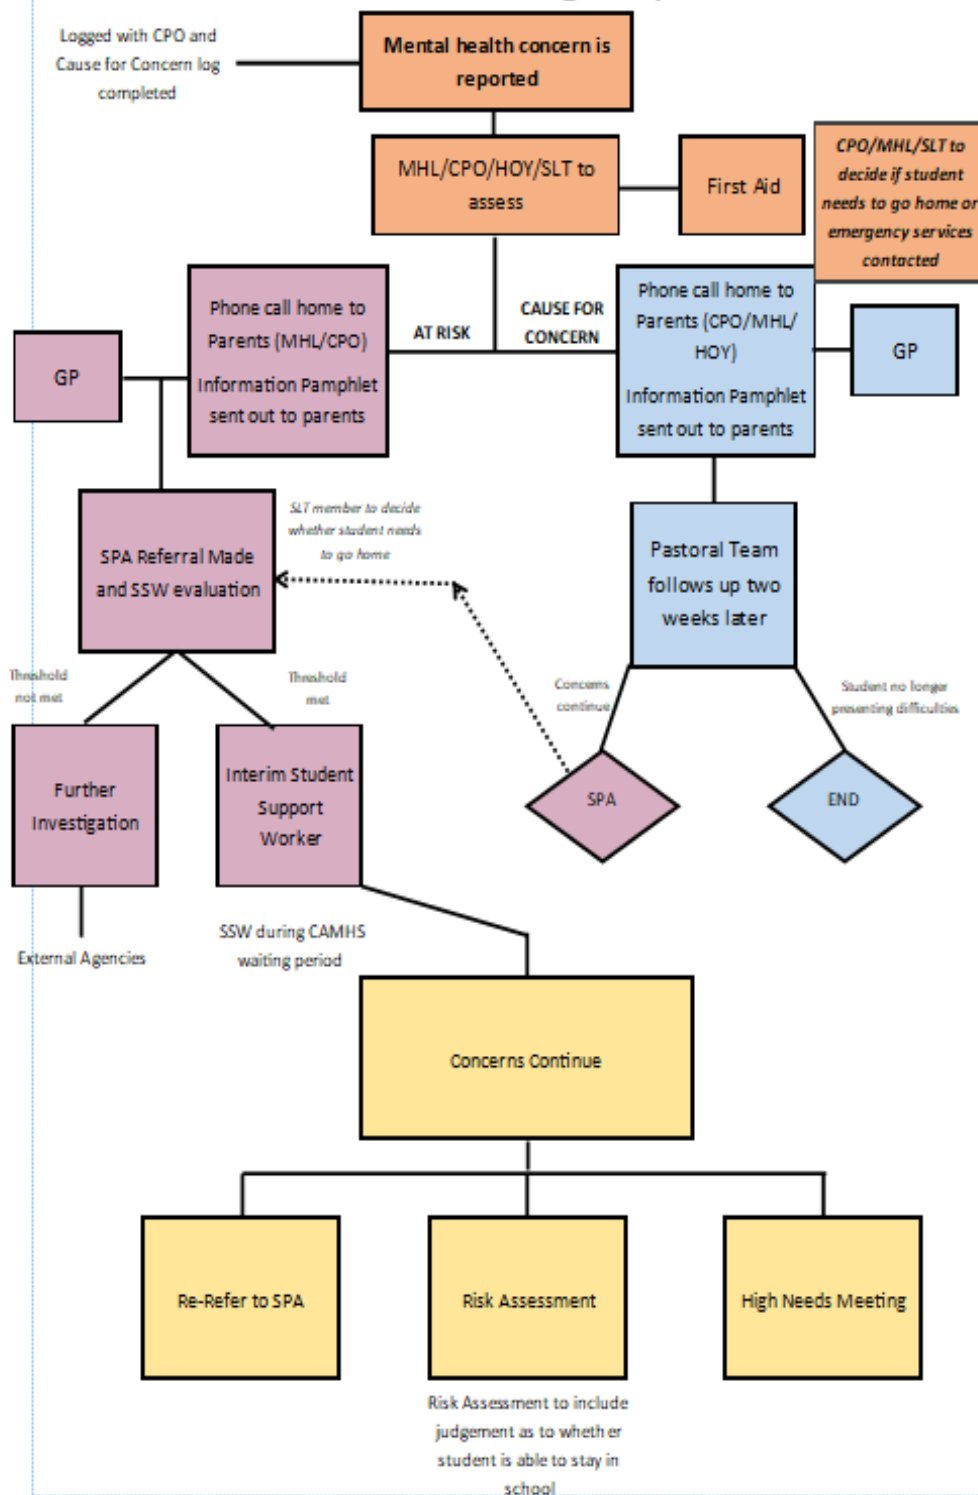 Logged with CPO and
Cause for Concern log
completed
Mental health concern is
reported
MHL/CPO/HOY/SLT to
assess
First Aid
CPO/MHL/SLT to
decide if student
needs to go home or
emergency services
contacted
GP
Phone call home to
Parents (MHL/CPO)
Information Pamphlet
sent out to parents
AT RISK
CAUSE FOR
CONCERN
Phone call home to
Parents (CPO/MHL/
HOY)
Information Pamphlet
sent out to parents
GP
SPA Referral Made
and SSW evaluation
SLT member to decide
whether student needs
to go home
Pastoral Team
follows up two
weeks later
Threshold
not met
Threshold
met
Concerns
continue
Student no longer
presenting difficulties
Further
Investigation
Interim Student
Support
Worker
SPA
END
External Agencies
SSW during CAMHS
waiting period
Concerns Continue
Re-Refer to SPA
Risk Assessment
High Needs Meeting
Risk Assessment to include
judgement as to whether
student is able to stay in
school